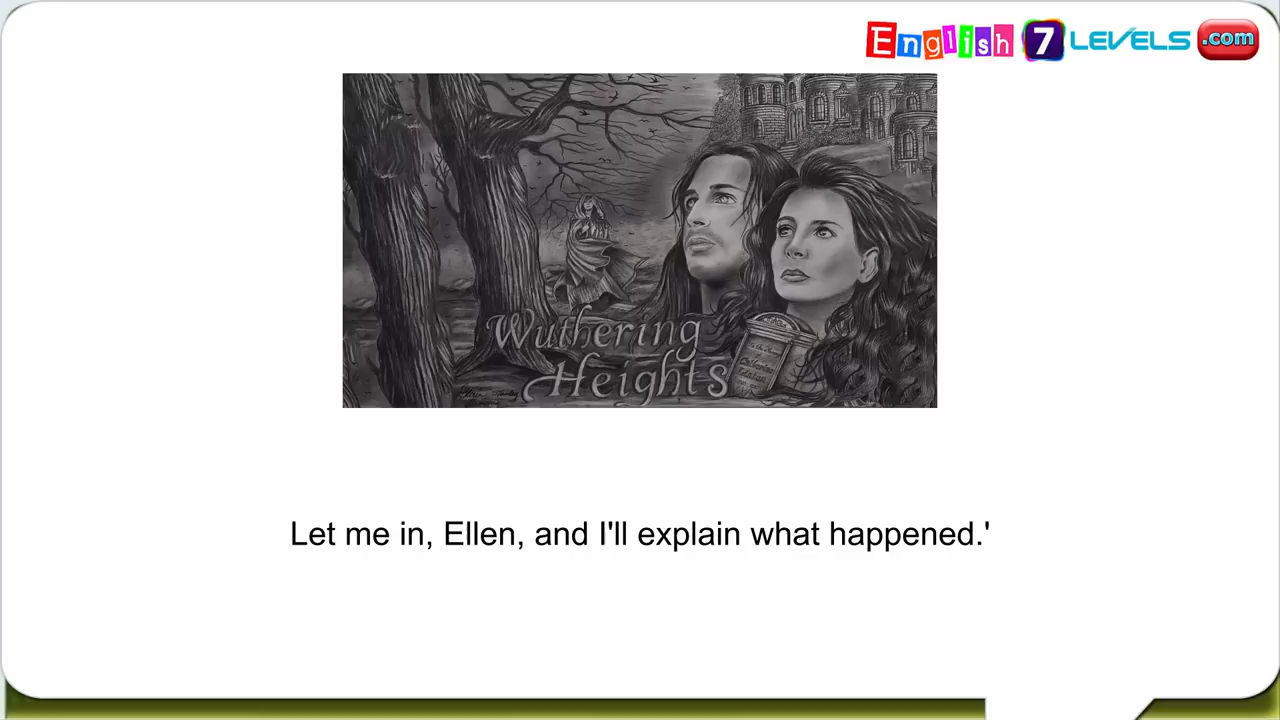 English 7 LEVELS .com
Wuthering
Heights
Let me in, Ellen, and I'll explain what happened.'